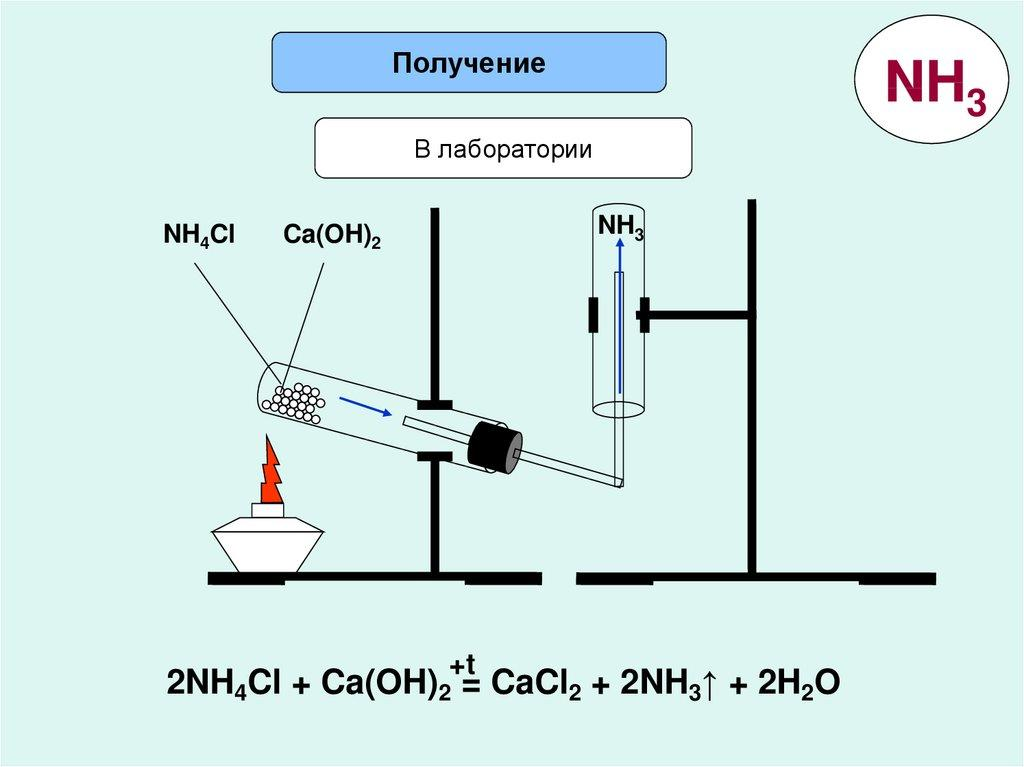 Получение
NH₃
В лаборатории
NH₄Cl
Ca(OH)₂
NH₃
+t
2NH₄Cl + Ca(OH)₂ = CaCl₂ + 2NH₃↑ + 2H₂O